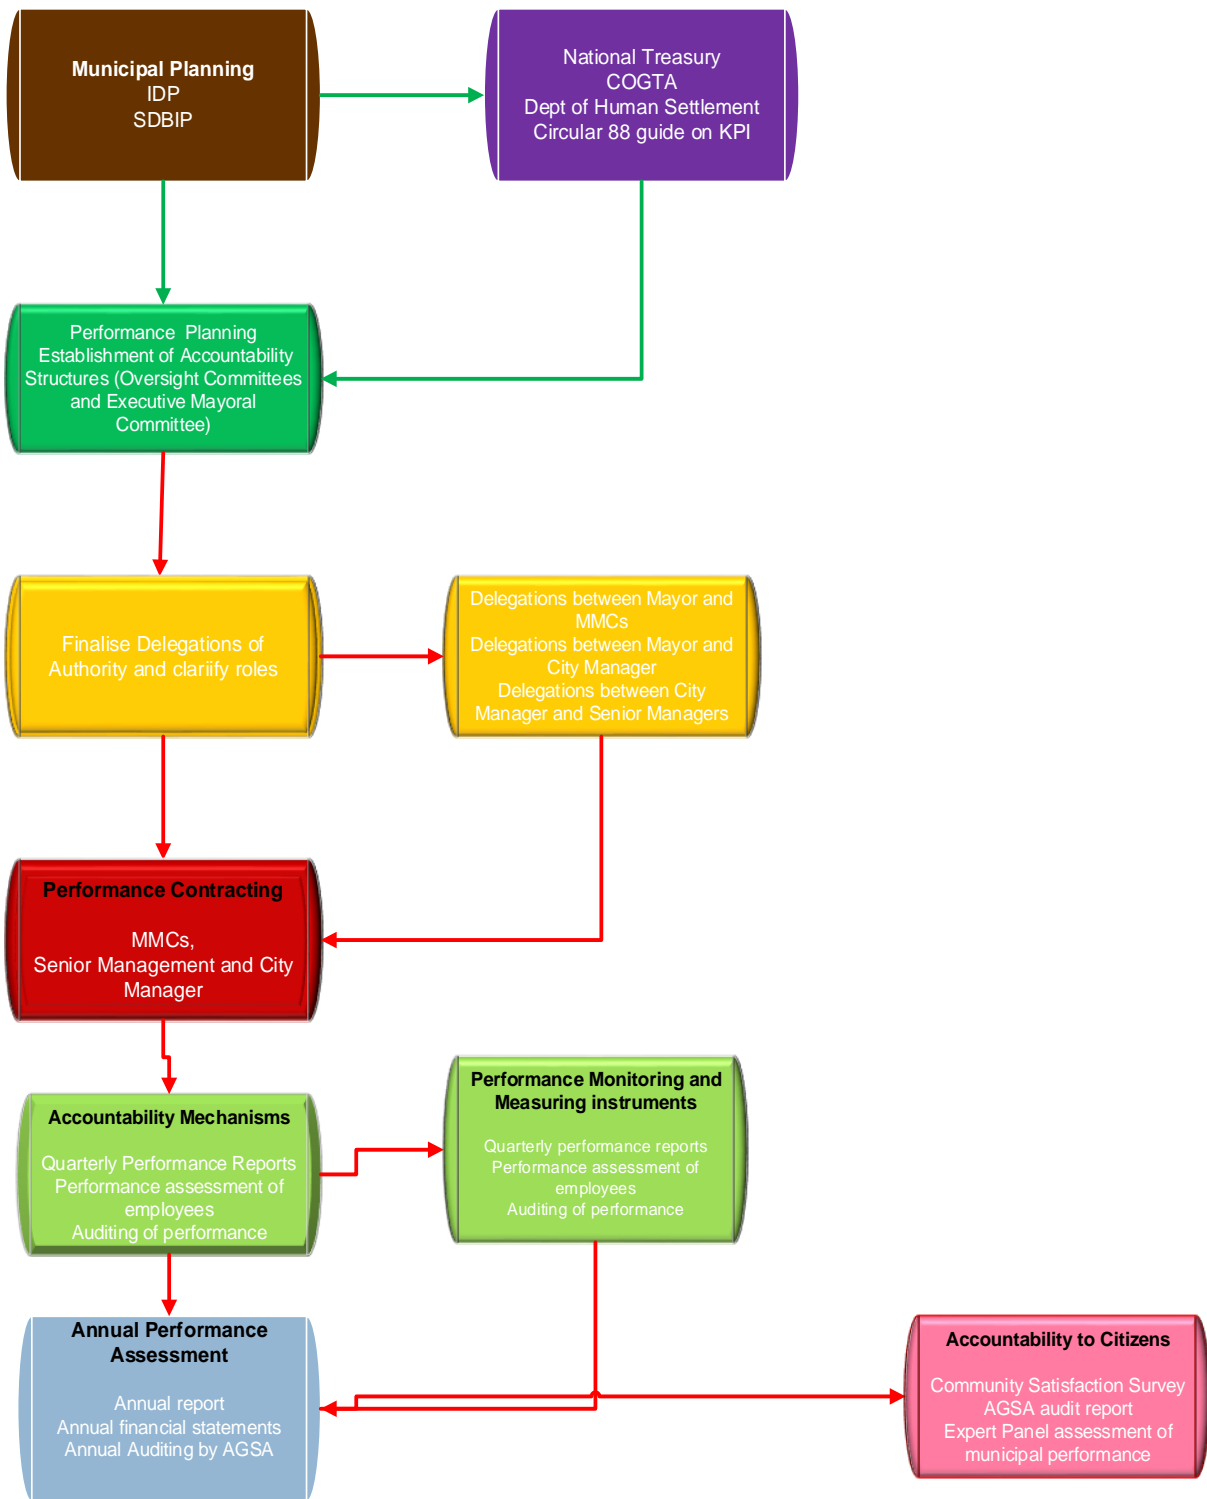 Municipal Planning
IDP
SDBIP
National Treasury
COGTA
Dept of Human Settlement
Circular 88 guide on KPI
Performance Planning
Establishment of Accountability
Structures (Oversight Committees
and Executive Mayoral
Committee)
Finalise Delegations of
Authority and clariify roles
Delegations between Mayor and
MMCs
Delegations between Mayor and
City Manager
Delegations between City
Manager and Senior Managers
Performance Contracting
MMCs,
Senior Management and City
Manager
Accountability Mechanisms
Quarterly Performance Reports
Performance assessment of
employees
Auditing of performance
Performance Monitoring and
Measuring instruments
Quarterly performance reports
Performance assessment of
employees
Auditing of performance
Annual Performance
Assessment
Annual report
Annual financial statements
Annual Auditing by AGSA
Accountability to Citizens
Community Satisfaction Survey
AGSA audit report
Expert Panel assessment of
municipal performance